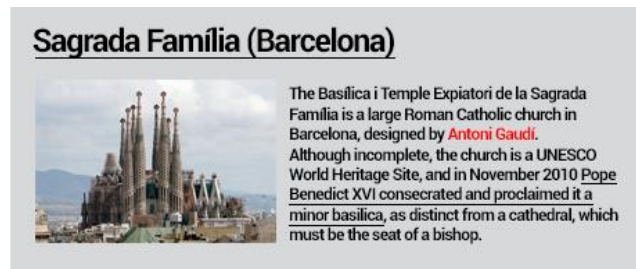 Sagrada Família (Barcelona)
The Basílica i Temple Expiatori de la Sagrada
Família is a large Roman Catholic church in
Barcelona, designed by Antoni Gaudí.
Although incomplete, the church is a UNESCO
World Heritage Site, and in November 2010 Pope
Benedict XVI consecrated and proclaimed it a
minor basilica, as distinct from a cathedral, which
must be the seat of a bishop.